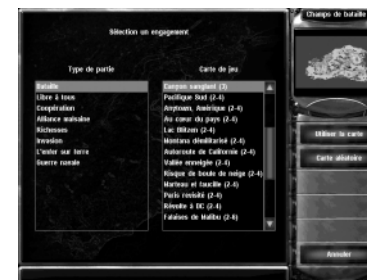 Champs de bataille
Sélection un engagement
Type de partie
Carte de jeu
Bataille
Libre à tous
Coopération
Alliance malsaine
Richesses
Invasion
L'enfer sur terre
Guerre navale
Canyon sanglant (3)
Pacifique Sud (2-4)
Anytown, Amérique (2-4)
Au cœur du pays (2-4)
Lac Blitzen (2-4)
Montana démilitarisé (2-4)
Autoroute de Californie (2-4)
Vallée enneigée (2-4)
Risque de boule de neige (2-4)
Marteau et faucille (2-4)
Paris revisité (2-4)
Révolte à DC (2-4)
Falaises de Malibu (2-4)
Utiliser la carte
Carte aléatoire
Annuler